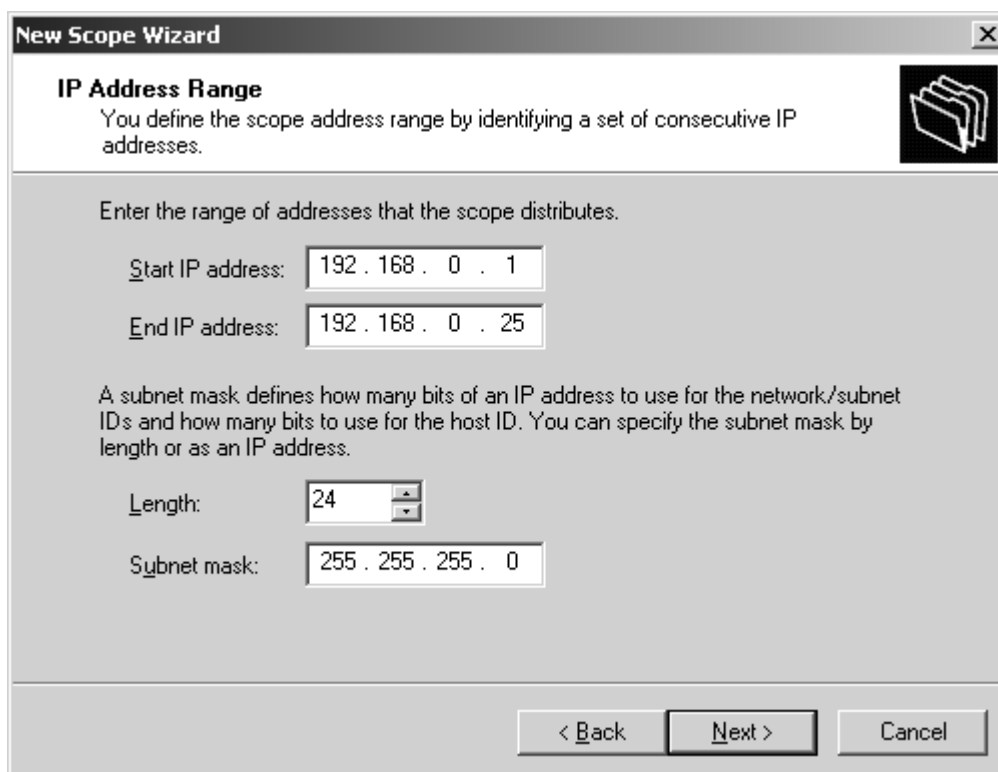 New Scope Wizard
IP Address Range
You define the scope address range by identifying a set of consecutive IP
addresses.
Enter the range of addresses that the scope distributes.
Start IP address: 192 . 168 . 0 . 1
End IP address: 192 . 168 . 0 . 25
A subnet mask defines how many bits of an IP address to use for the network/subnet
IDs and how many bits to use for the host ID. You can specify the subnet mask by
length or as an IP address.
Length: 24
Subnet mask: 255 . 255 . 255 . 0
< Back Next > Cancel